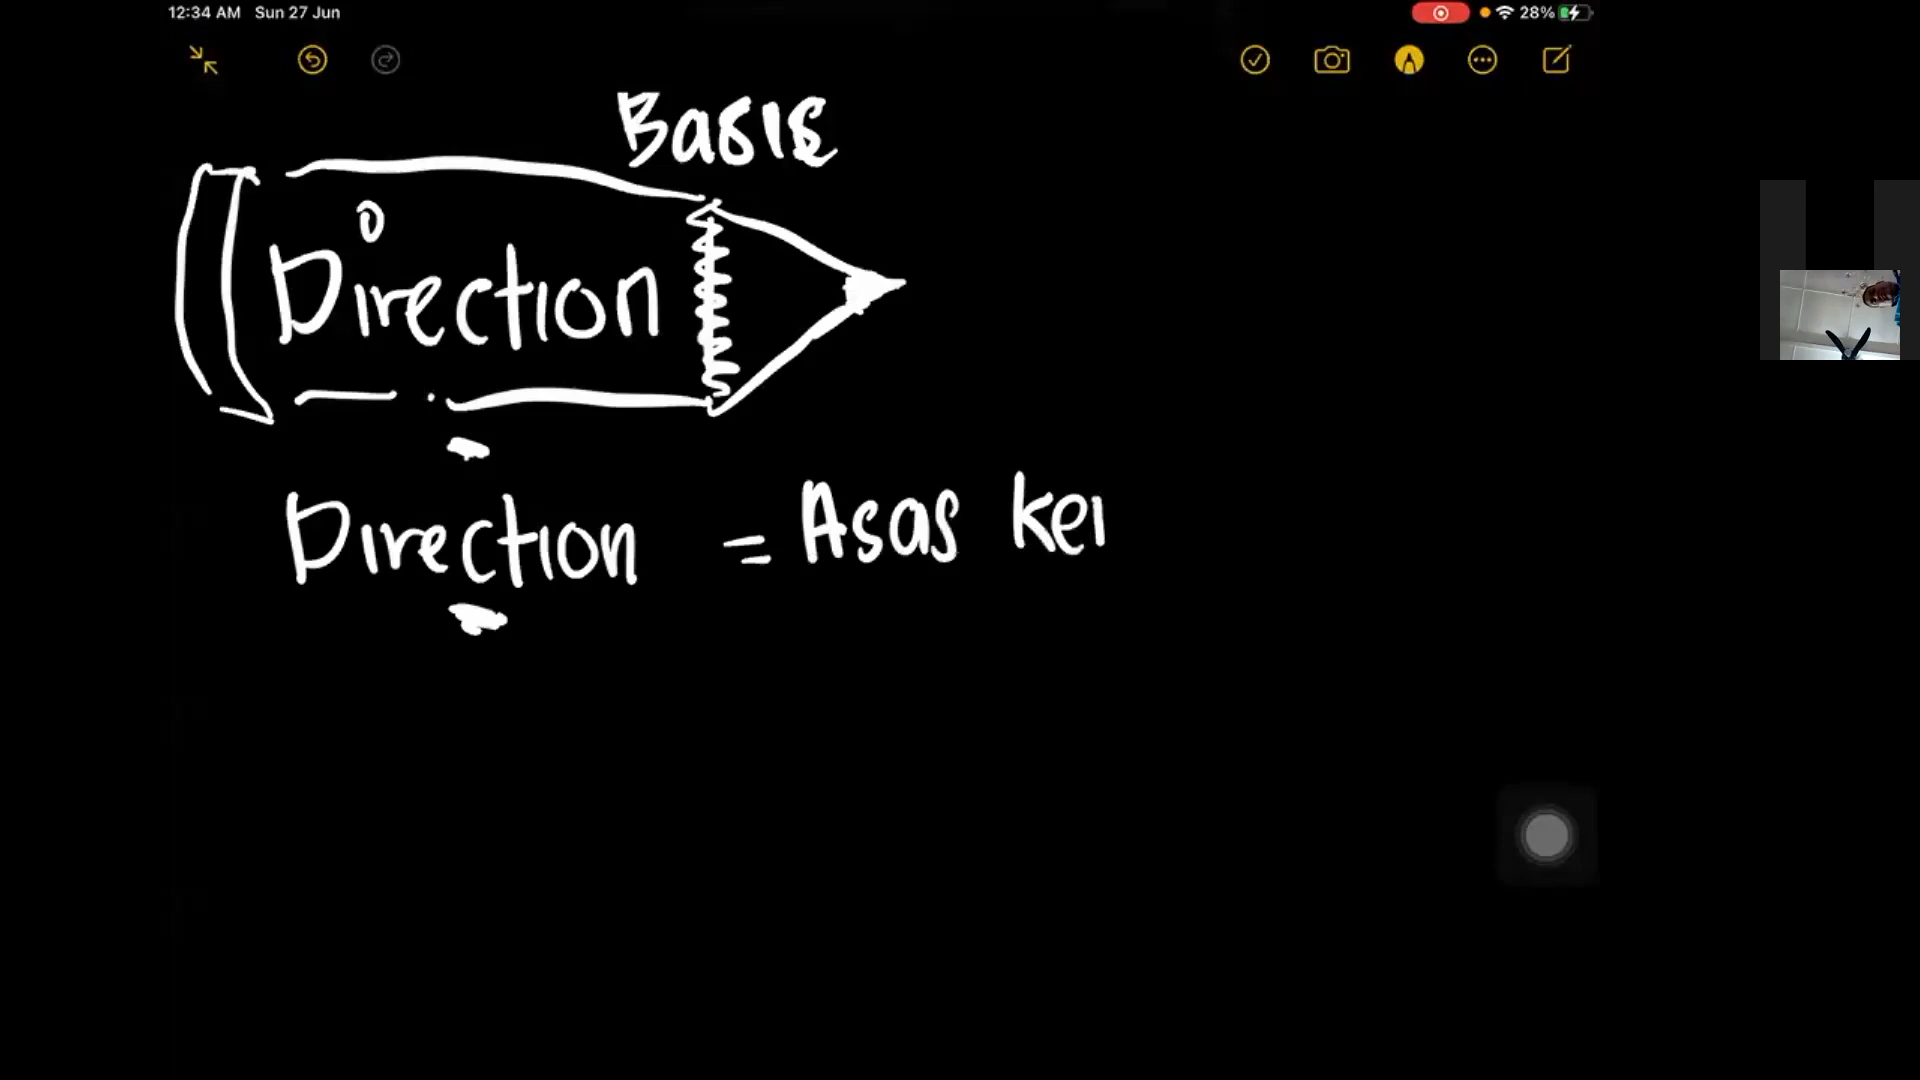 12:34 AM Sun 27 Jun
28%
Basis
Direction
Direction = Asas kei